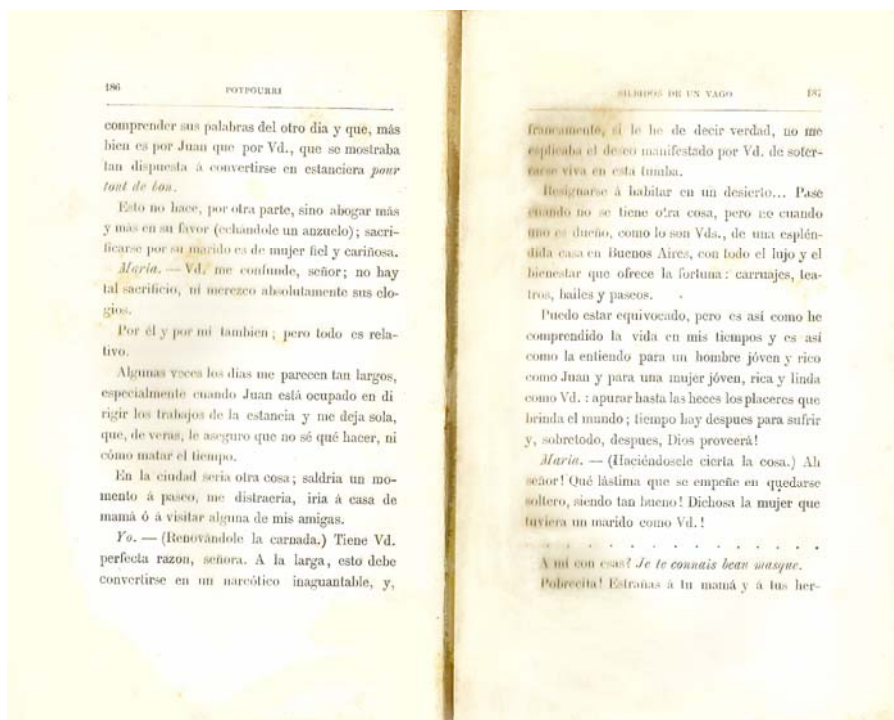 186
POTPOURRI
comprender sus palabras del otro dia y que, más
bien es por Juan que por Vd., que se mostraba
tan dispuesta á convertirse en estanciera pour
tout de bon.
Esto no hace, por otra parte, sino abogar más
y más en su favor (echándole un anzuelo); sacri-
ficarse por su marido es de mujer fiel y cariñosa.
María. — Vd. me confunde, señor; no hay
tal sacrificio, ni merezco absolutamente sus elo-
gios.
Por él y por mí tambien; pero todo es rela-
tivo.
Algunas veces los dias me parecen tan largos,
especialmente cuando Juan está ocupado en di
rigir los trabajos de la estancia y me deja sola,
que, de veras, le aseguro que no sé qué hacer, ni
cómo matar el tiempo.
En la ciudad seria otra cosa; saldria un mo-
mento á paseo, me distraeria, iria á casa de
mamá ó á visitar alguna de mis amigas.
Yo. — (Renovándole la carnada.) Tiene Vd.
perfecta razon, señora. A la larga, esto debe
convertirse en un narcótico inaguantable, y,
SILBIDOS DE UN VAGO
187
francamente, si le he de decir verdad, no me
esplicaba el deseo manifestado por Vd. de soter-
rarse viva en esta tumba.
Resignarse á habitar en un desierto... Pase
cuando no se tiene otra cosa, pero no cuando
uno es dueño, como lo son Vds., de una esplén-
dida casa en Buenos Aires, con todo el lujo y el
bienestar que ofrece la fortuna: carruajes, tea-
tros, bailes y paseos.
Puedo estar equivocado, pero es así como he
comprendido la vida en mis tiempos y es así
como la entiendo para un hombre jóven y rico
como Juan y para una mujer jóven, rica y linda
como Vd.: apurar hasta las heces los placeres que
brinda el mundo; tiempo hay despues para sufrir
y, sobretodo, despues, Dios proveerá!
María. — (Haciéndosele cierta la cosa.) Ah
señor! Qué lástima que se empeñe en quedarse
soltero, siendo tan bueno! Dichosa la mujer que
tuviera un marido como Vd.!
. . . . . . . . . . . . . . .
A mí con esas? Je te connais beau masque.
Pobrecita! Estrañas á tu mamá y á tus her-